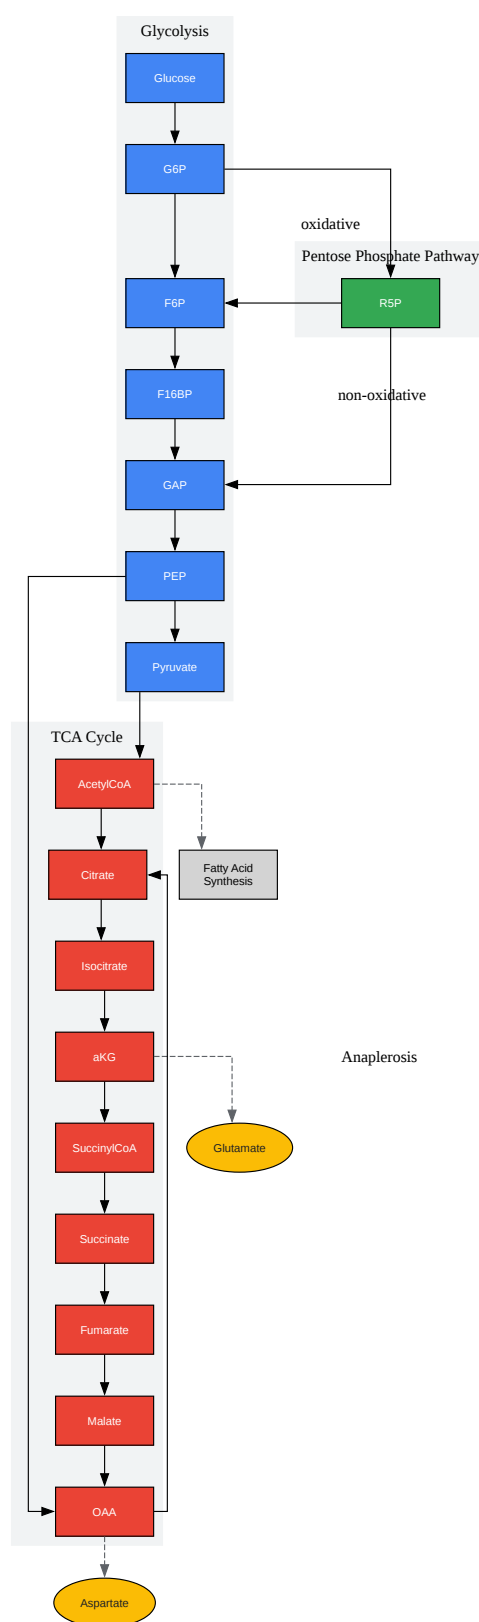 Glycolysis
Glucose
G6P
oxidative
Pentose Phosphate Pathway
F6P
R5P
F16BP
non-oxidative
GAP
PEP
Pyruvate
TCA Cycle
AcetylCoA
Citrate
Fatty Acid
Synthesis
Isocitrate
aKG
Anaplerosis
SuccinylCoA
Glutamate
Succinate
Fumarate
Malate
OAA
Aspartate